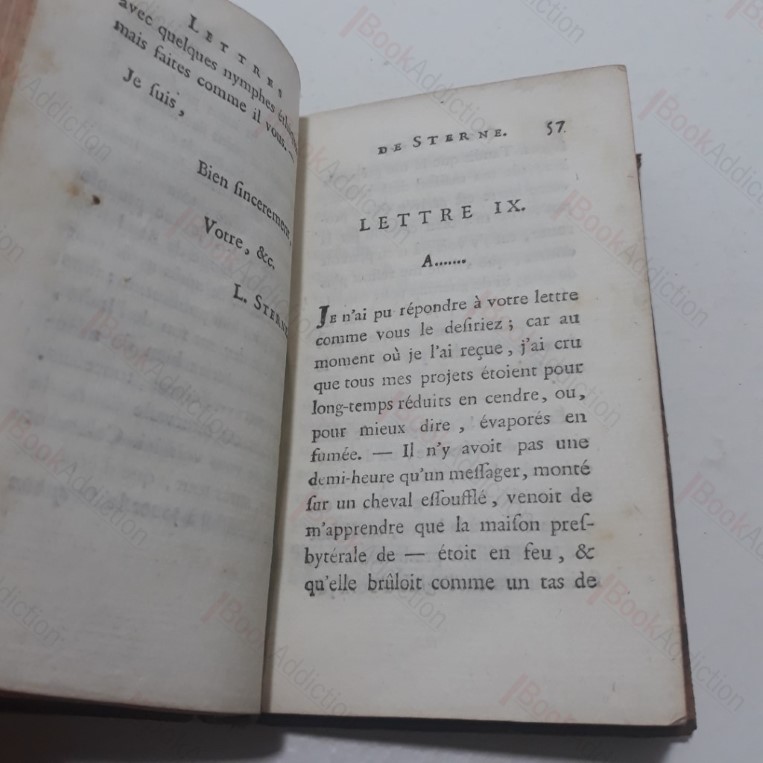 LETTRES
avec quelques nymphes
mais faites comme il vous. —
Je ſuis,
Bien ſincerement,
Votre, &c.
L. STERNE
DE STERNE. 57
LETTRE IX.
A.......
JE n'ai pu répondre à votre lettre
comme vous le deſiriez ; car au
moment où je l'ai reçue, j'ai cru
que tous mes projets étoient pour
long-temps réduits en cendre, ou,
pour mieux dire, évaporés en
fumée. — Il n'y avoit pas une
demi-heure qu'un meſſager, monté
ſur un cheval eſſoufflé, venoit de
m'apprendre que la maiſon preſ-
bytérale de — étoit en feu, &
qu'elle brûloit comme un tas de